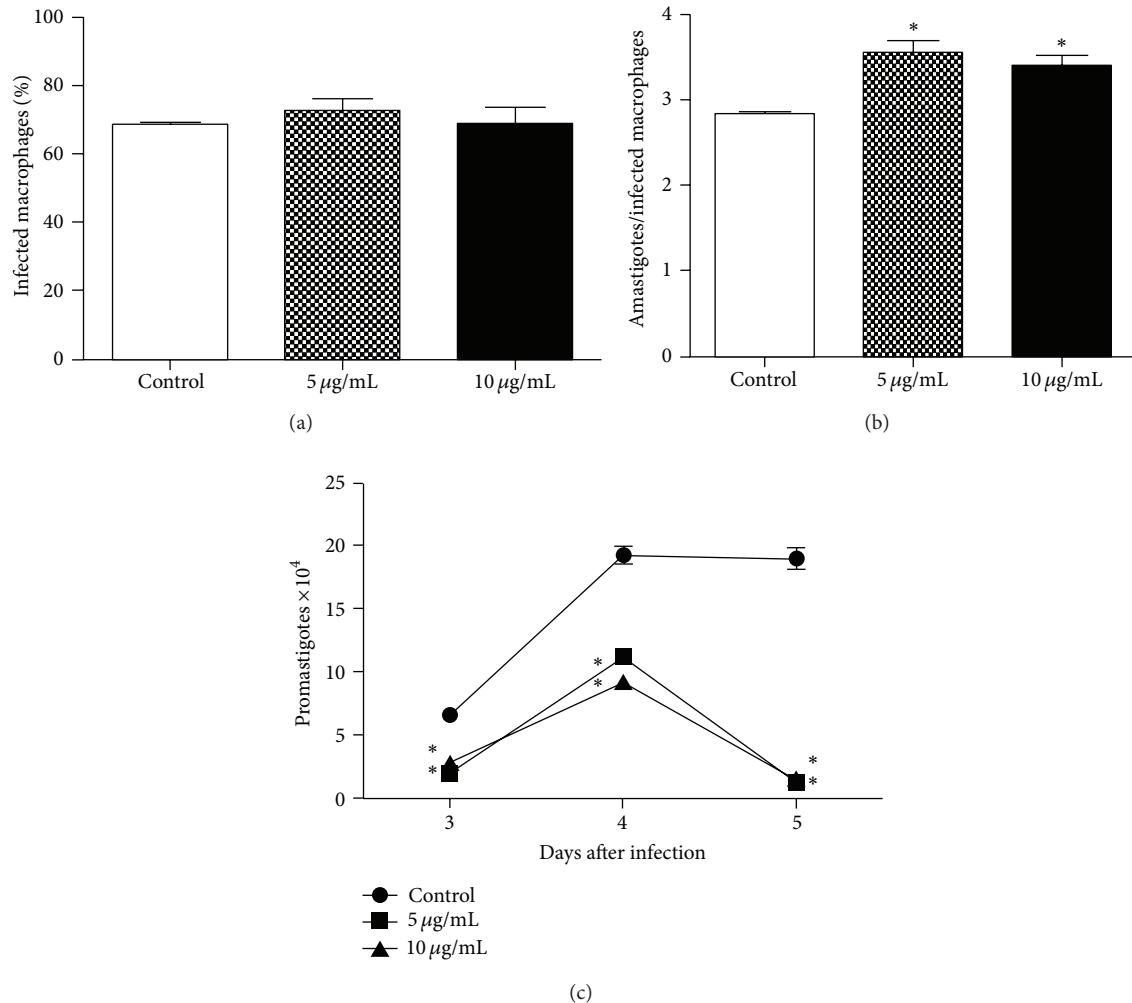 100
80
60
40
20
0
Infected macrophages (%)
Control
5 μg/mL
10 μg/mL
(a)
4
3
2
1
0
Amastigotes/infected macrophages
*
*
Control
5 μg/mL
10 μg/mL
(b)
25
20
15
10
5
0
Promastigotes ×10⁴
*
*
*
*
*
*
3
4
5
Days after infection
Control
5 μg/mL
10 μg/mL
(c)